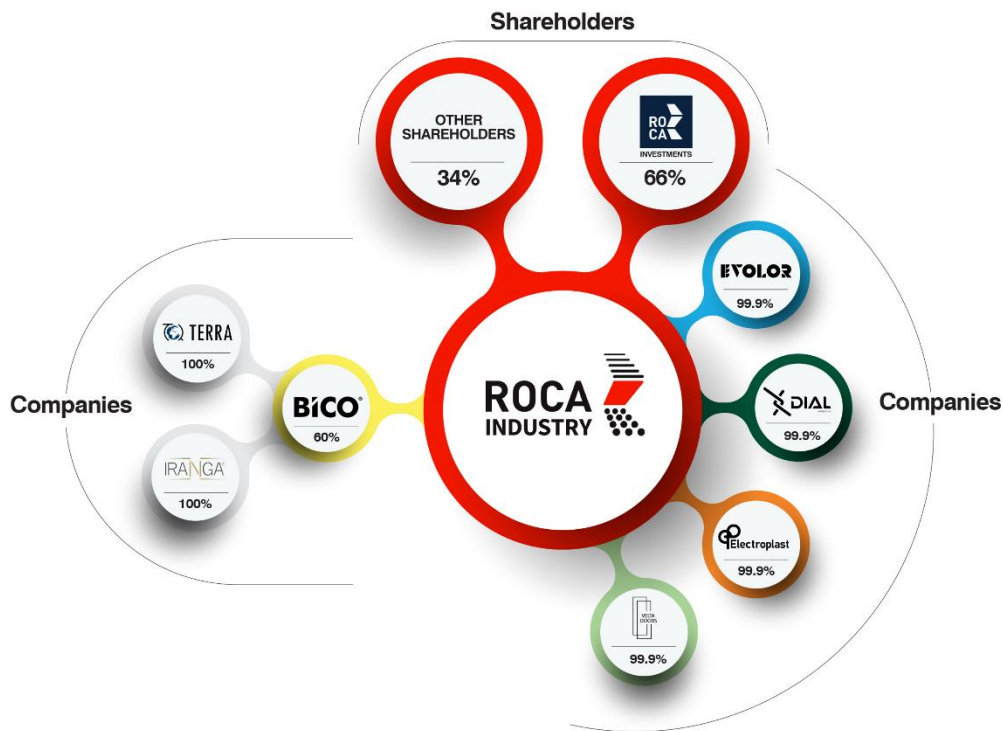 Shareholders
OTHER
SHAREHOLDERS
34%
RO
CA
INVESTMENTS
66%
EVOLOR
99.9%
TERRA
100%
BiCO®
60%
ROCA
INDUSTRY
DIAL
99.9%
Companies
Companies
IRANGA®
100%
Electroplast
99.9%
DOORS
99.9%